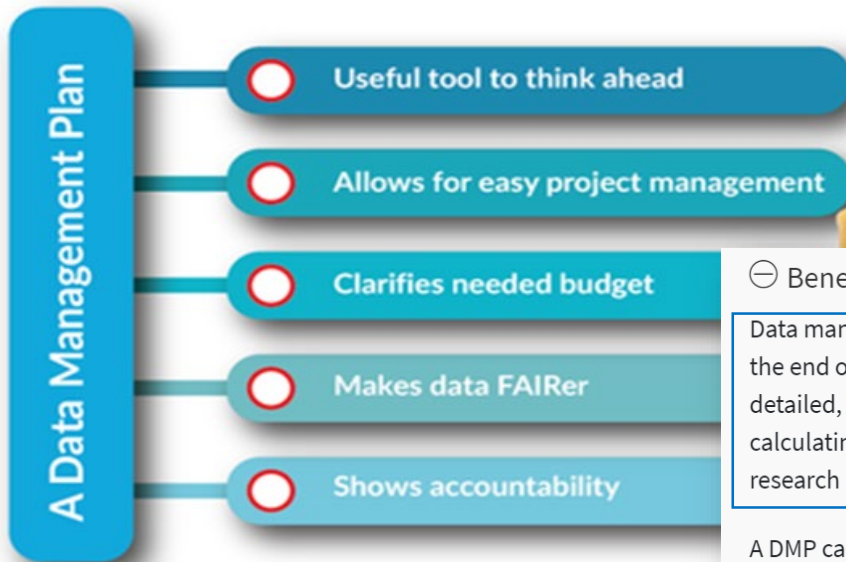 A Data Management Plan
Useful tool to think ahead
Allows for easy project management
Clarifies needed budget
Makes data FAIRer
Shows accountability
Bene
Data
the end o
detailed,
calculatin
research
A DMP ca